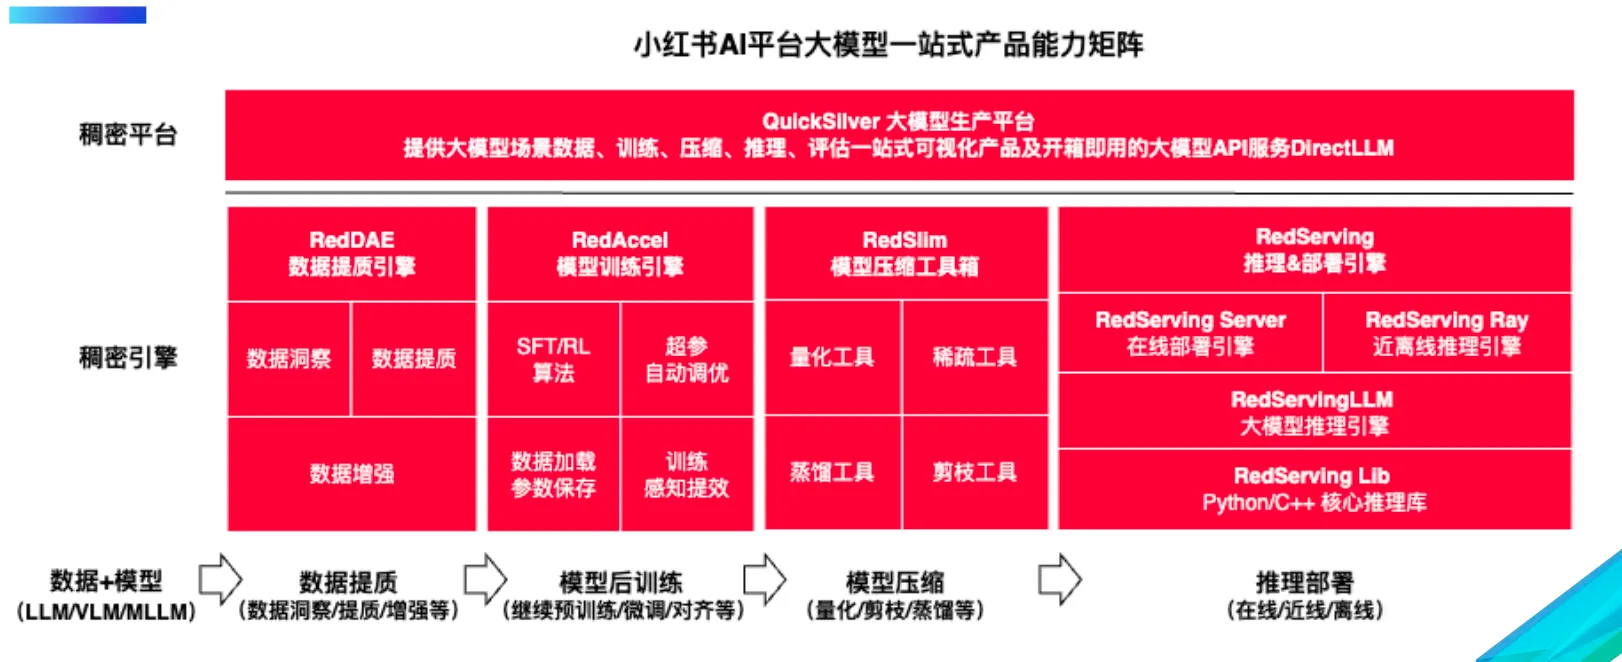 小红书AI平台大模型一站式产品能力矩阵
稠密平台
QuickSilver 大模型生产平台
提供大模型场景数据、训练、压缩、推理、评估一站式可视化产品及开箱即用的大模型API服务DirectLLM
稠密引擎
RedDAE
数据提质引擎
数据洞察
数据提质
数据增强
RedAccel
模型训练引擎
SFT/RL
算法
超参
自动调优
数据加载
参数保存
训练
感知提效
RedSlim
模型压缩工具箱
量化工具
稀疏工具
蒸馏工具
剪枝工具
RedServing
推理&部署引擎
RedServing Server
在线部署引擎
RedServing Ray
近离线推理引擎
RedServingLLM
大模型推理引擎
RedServing Lib
Python/C++ 核心推理库
数据+模型
（LLM/VLM/MLLM）
数据提质
（数据洞察/提质/增强等）
模型后训练
（继续预训练/微调/对齐等）
模型压缩
（量化/剪枝/蒸馏等）
推理部署
（在线/近线/离线）